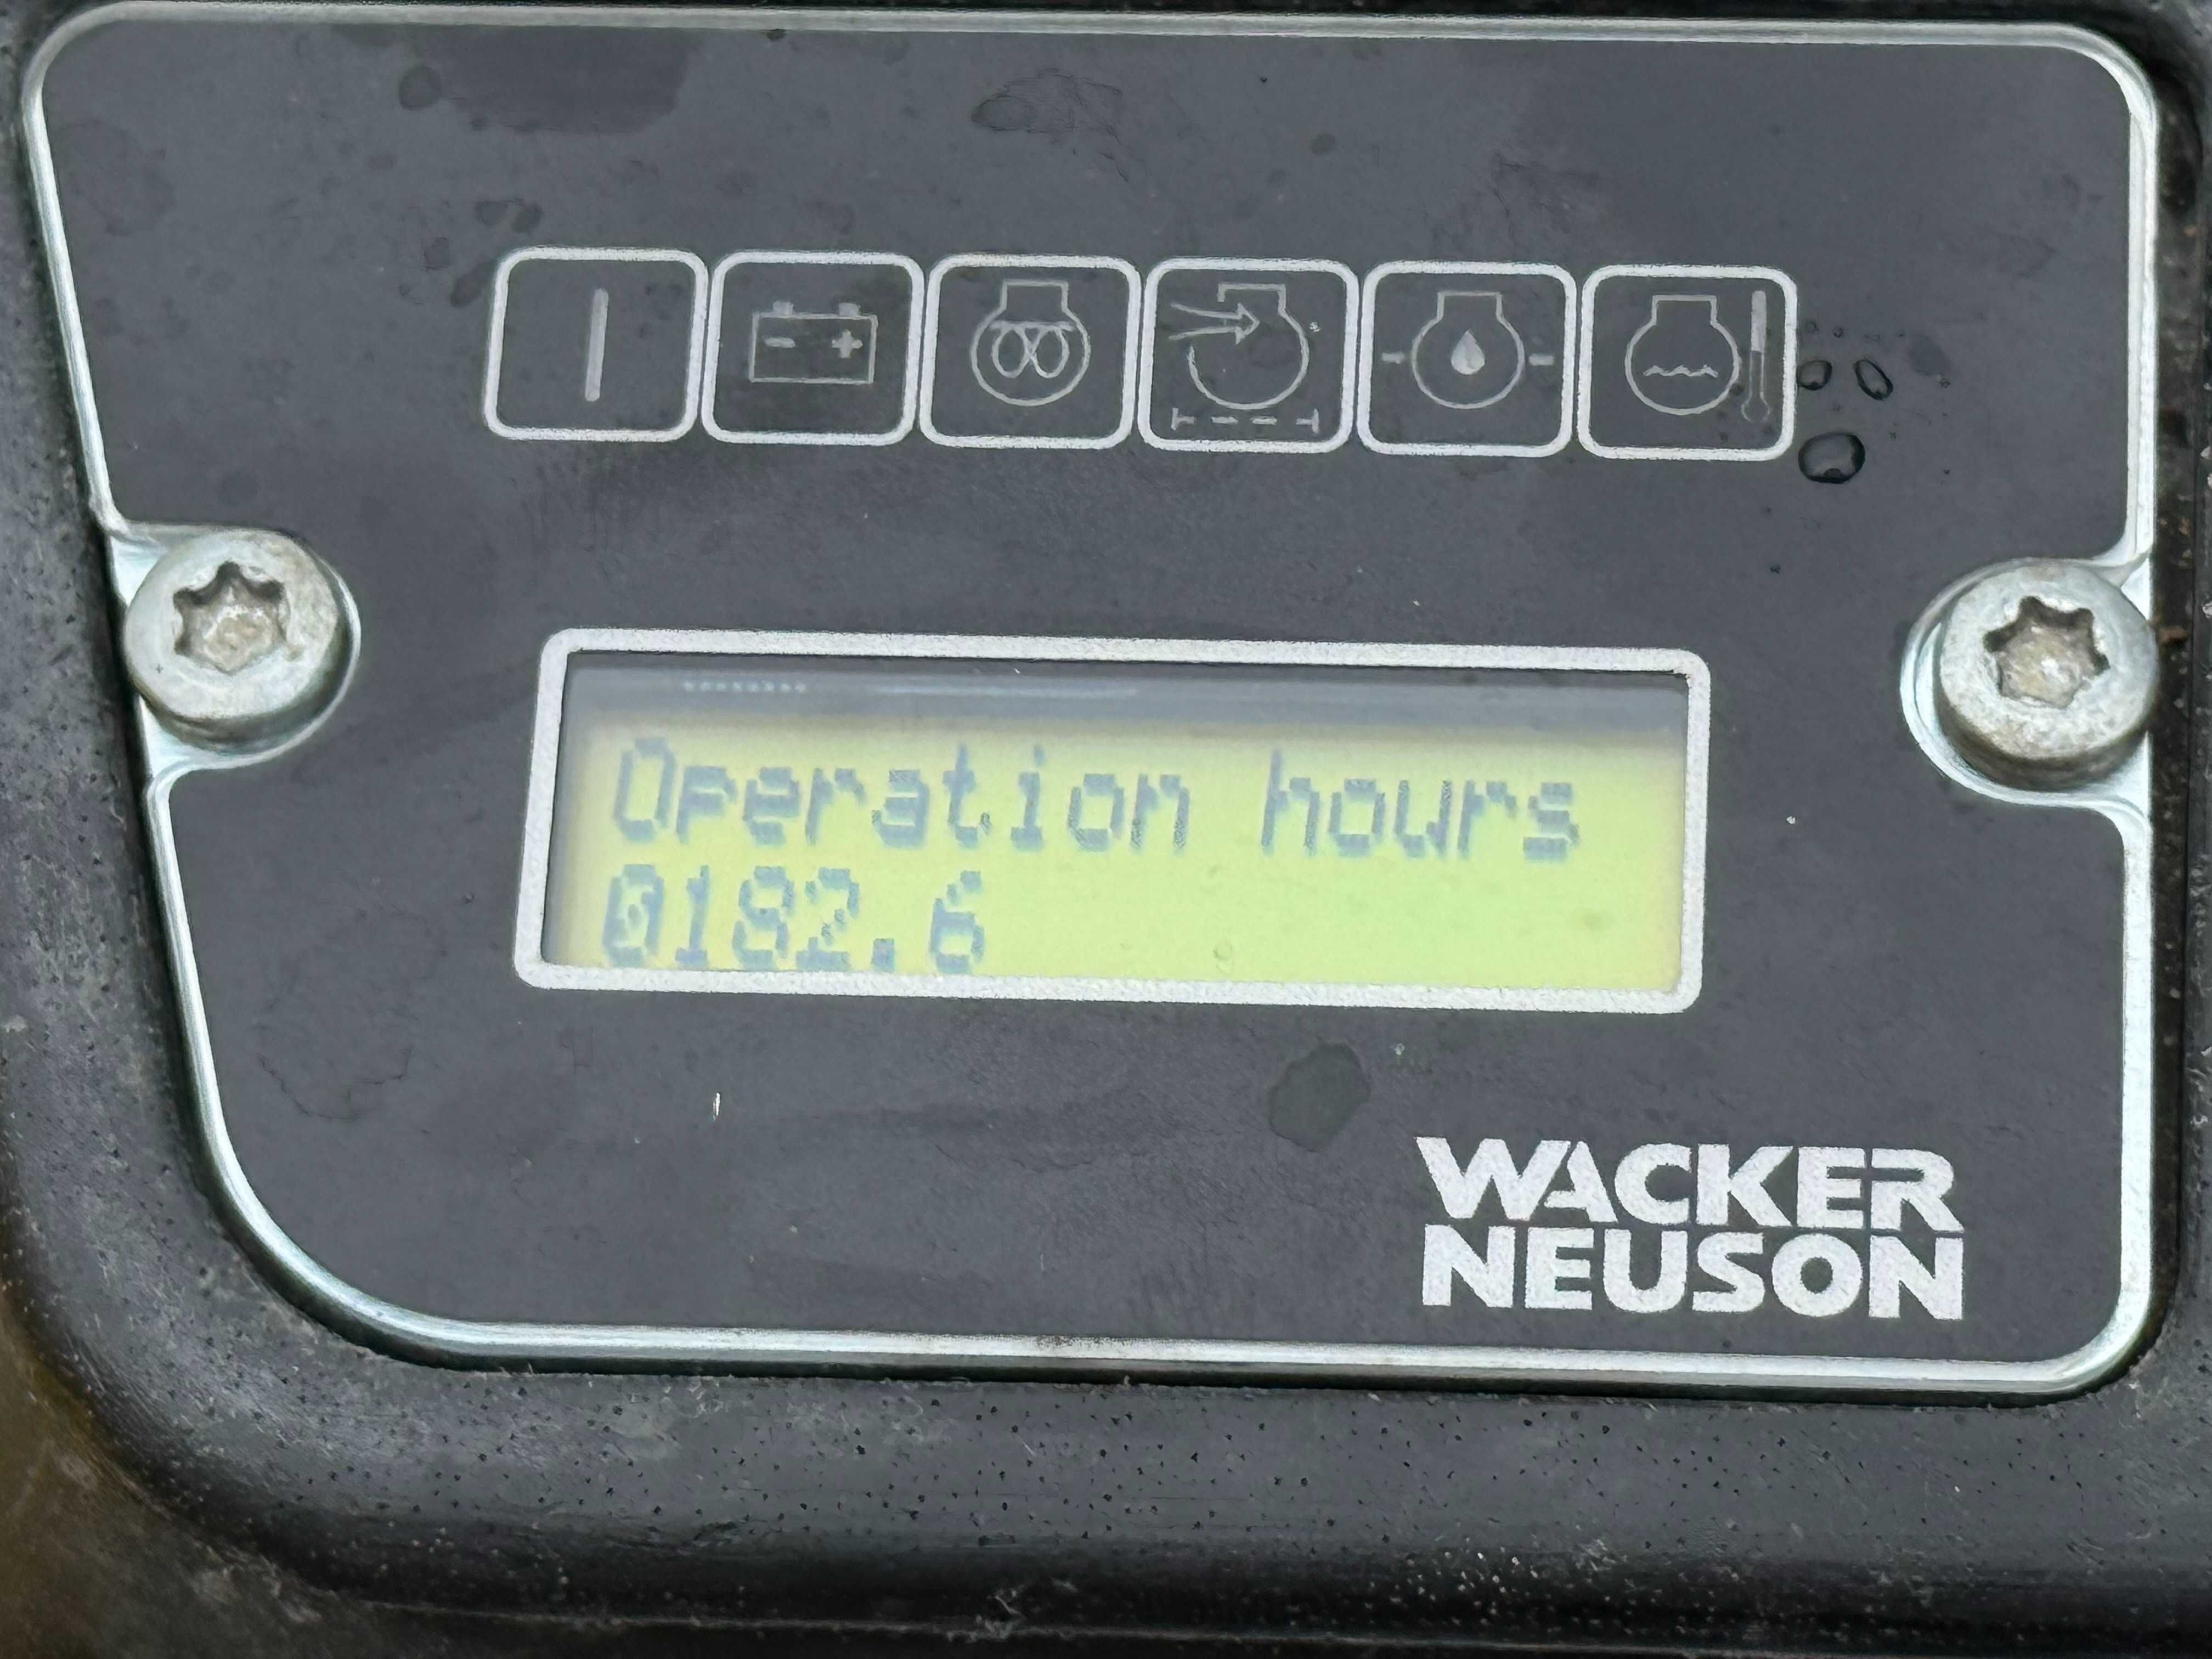 Operation hours
0182.6
WACKER
NEUSON